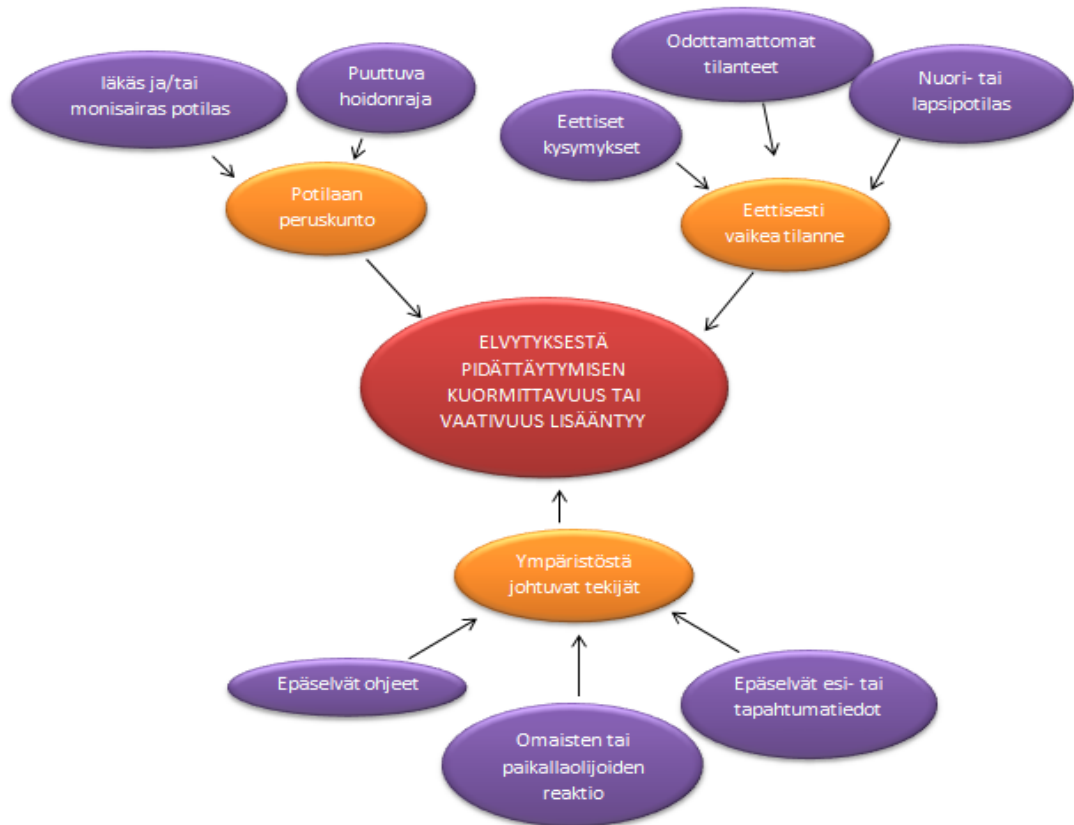 Iäkäs ja/tai
monisairas potilas
Puuttuva
hoidonraja
Odottamattomat
tilanteet
Nuori- tai
lapsipotilas
Eettiset
kysymykset
Potilaan
peruskunto
Eettisesti
vaikea tilanne
ELVYTYKSESTÄ
PIDÄTTÄYTYMISEN
KUORMITTAVUUS TAI
VAATIVUUS LISÄÄNTYY
Ympäristöstä
johtuvat tekijät
Epäselvät ohjeet
Omaisten tai
paikallaolijoiden
reaktio
Epäselvät esi- tai
tapahtumatiedot